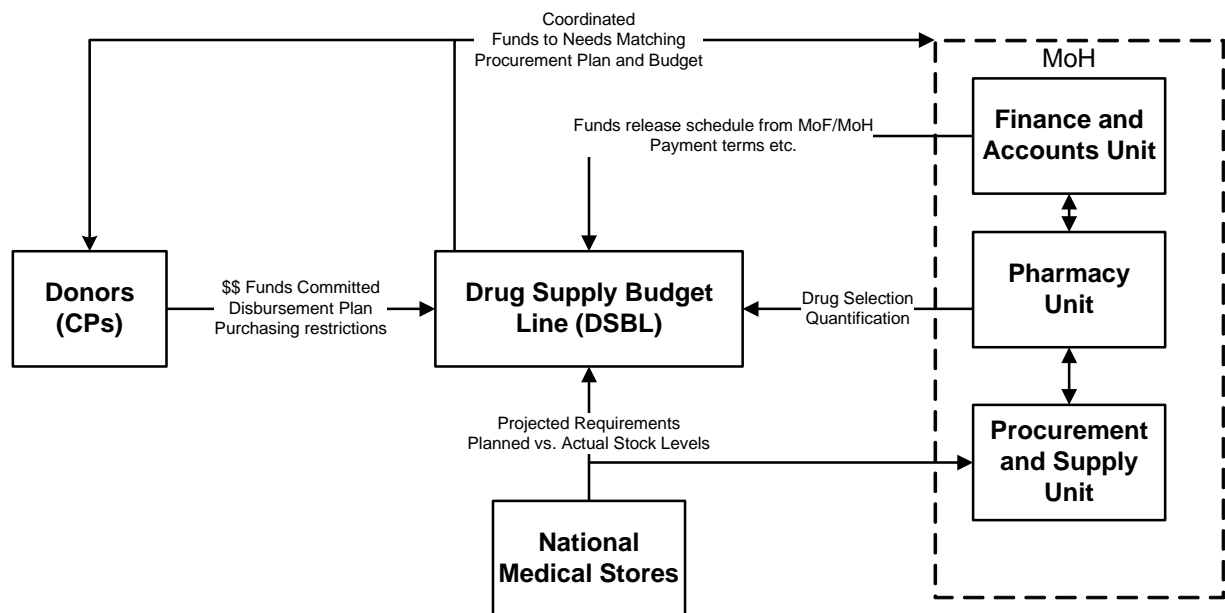 Coordinated
Funds to Needs Matching
Procurement Plan and Budget
MoH
Finance and
Accounts Unit
Funds release schedule from MoF/MoH
Payment terms etc.
Donors
(CPs)
$$ Funds Committed
Disbursement Plan
Purchasing restrictions
Drug Supply Budget
Line (DSBL)
Drug Selection
Quantification
Pharmacy
Unit
Projected Requirements
Planned vs. Actual Stock Levels
Procurement
and Supply
Unit
National
Medical Stores